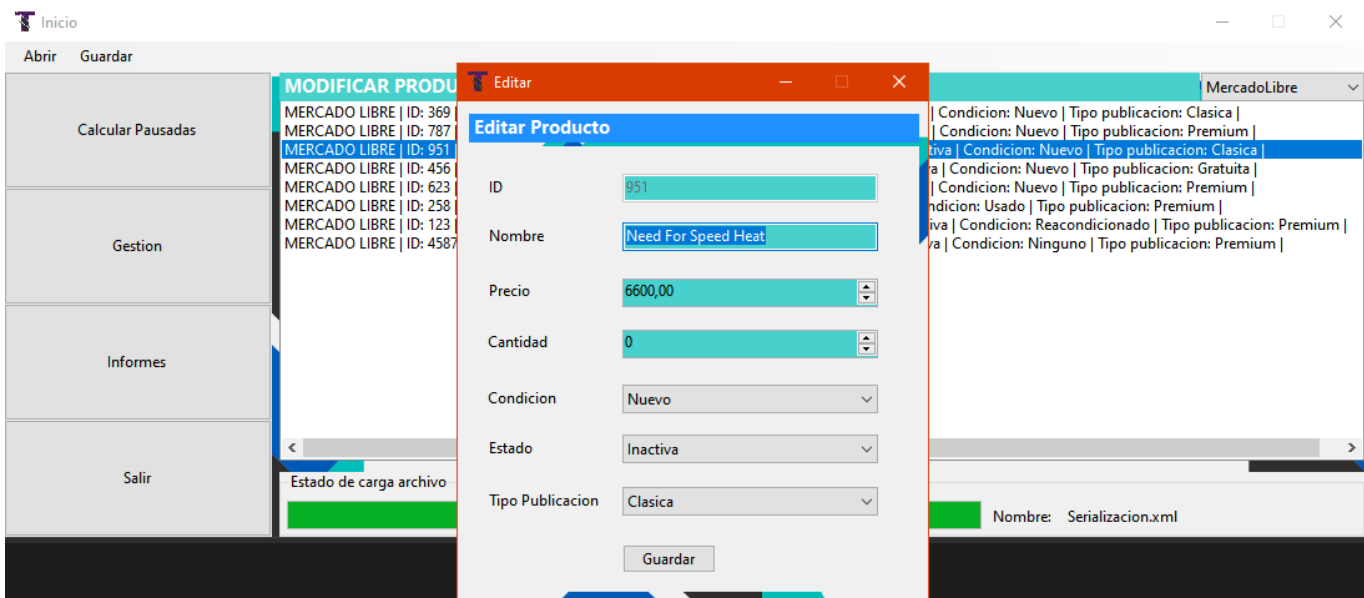 Inicio
Abrir Guardar
Calcular Pausadas
Gestion
Informes
Salir
MODIFICAR PRODU
MercadoLibre
MERCADO LIBRE | ID: 369 | | Condicion: Nuevo | Tipo publicacion: Clasica |
MERCADO LIBRE | ID: 787 | | Condicion: Nuevo | Tipo publicacion: Premium |
MERCADO LIBRE | ID: 951 | tiva | Condicion: Nuevo | Tipo publicacion: Clasica |
MERCADO LIBRE | ID: 456 | a | Condicion: Nuevo | Tipo publicacion: Gratuita |
MERCADO LIBRE | ID: 623 | | Condicion: Nuevo | Tipo publicacion: Premium |
MERCADO LIBRE | ID: 258 | ndicion: Usado | Tipo publicacion: Premium |
MERCADO LIBRE | ID: 123 | iva | Condicion: Reacondicionado | Tipo publicacion: Premium |
MERCADO LIBRE | ID: 4587 va | Condicion: Ninguno | Tipo publicacion: Premium |
Editar
Editar Producto
ID 951
Nombre Need For Speed Heat
Precio 6600,00
Cantidad 0
Condicion Nuevo
Estado Inactiva
Tipo Publicacion Clasica
Guardar
Estado de carga archivo
Nombre: Serializacion.xml